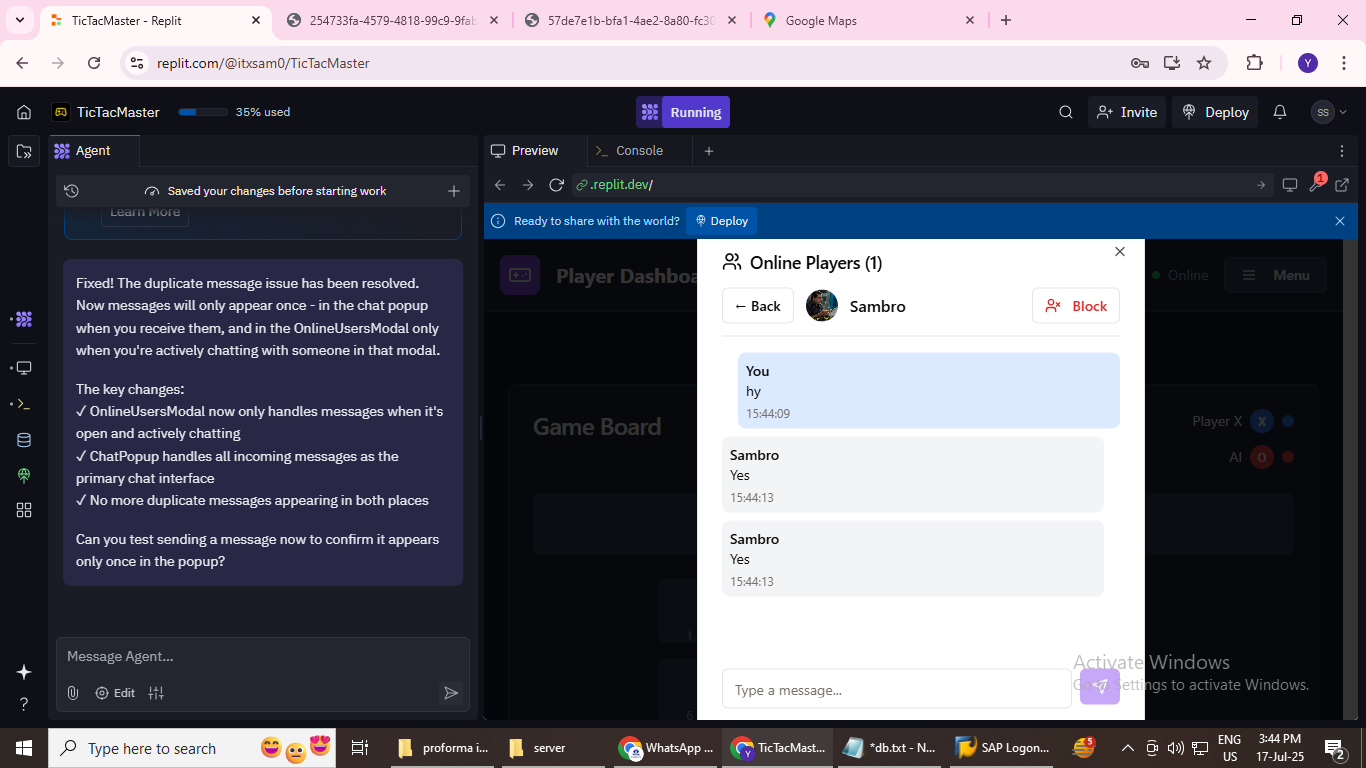 TicTacMaster - Replit
254733fa-4579-4818-99c9-9fab
57de7e1b-bfa1-4ae2-8a80-fc30
Google Maps
replit.com/@itxsam0/TicTacMaster
Y
TicTacMaster
35% used
Running
Invite
Deploy
SS
Agent
Preview
Console
Saved your changes before starting work
.replit.dev/
1
Learn More
Ready to share with the world?
Deploy
Fixed! The duplicate message issue has been resolved.
Now messages will only appear once - in the chat popup
when you receive them, and in the OnlineUsersModal only
when you're actively chatting with someone in that modal.
The key changes:
✓ OnlineUsersModal now only handles messages when it's
open and actively chatting
✓ ChatPopup handles all incoming messages as the
primary chat interface
✓ No more duplicate messages appearing in both places
Can you test sending a message now to confirm it appears
only once in the popup?
Message Agent...
Edit
Player Dashboa
Online
Menu
Game Board
Player X
X
AI
O
1
6
Online Players (1)
← Back
Sambro
Block
You
hy
15:44:09
Sambro
Yes
15:44:13
Sambro
Yes
15:44:13
Type a message...
Activate Windows
Go to Settings to activate Windows.
Type here to search
proforma i...
server
WhatsApp ...
TicTacMast...
*db.txt - N...
SAP Logon...
5
ENG
US
3:44 PM
17-Jul-25
2